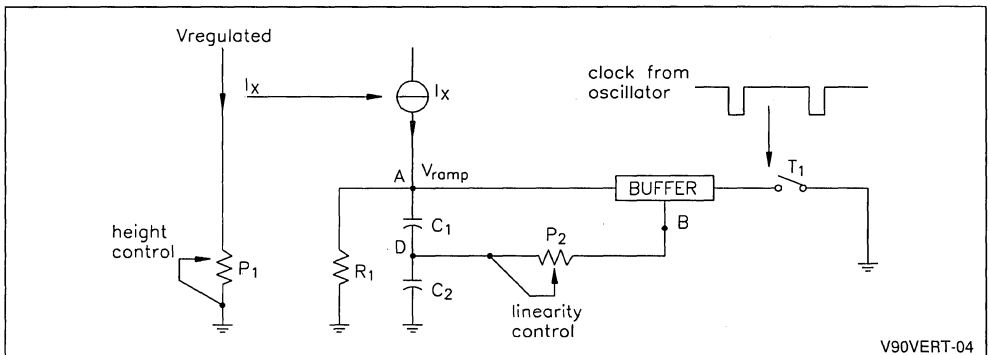 Vregulated
IX
IX
clock from
oscillator
A
Vramp
T1
BUFFER
B
C1
P2
D
height
control
P1
R1
C2
linearity
control
V90VERT-04